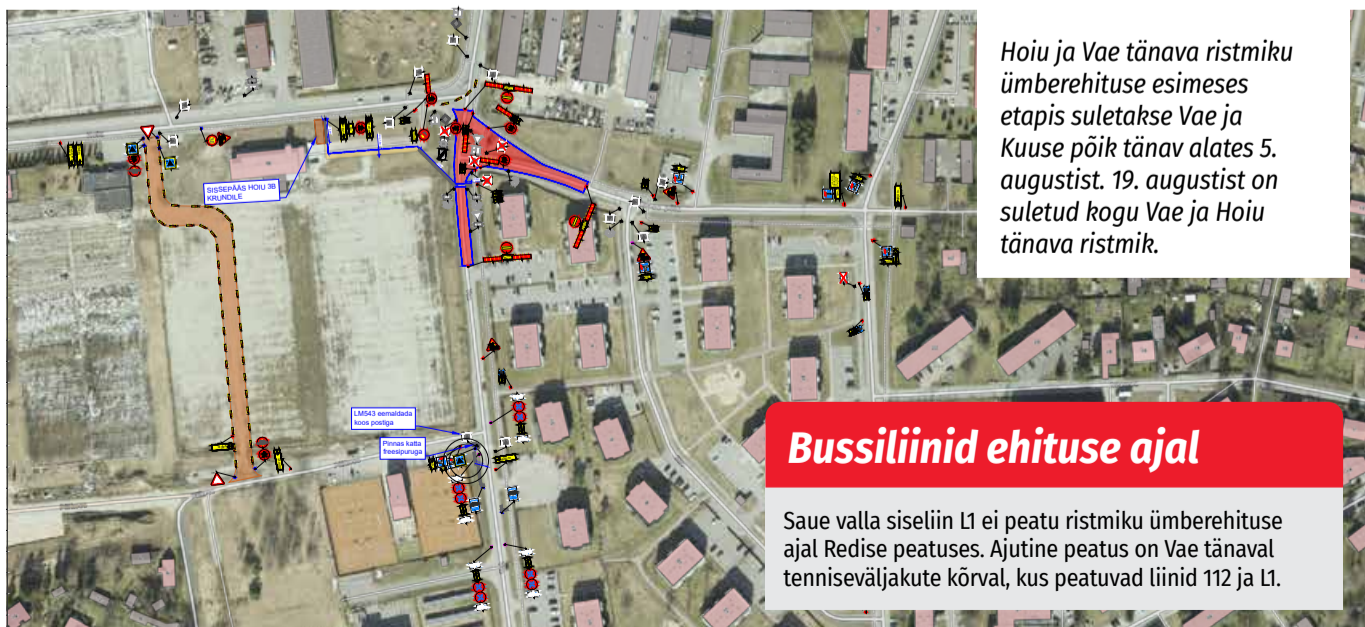 Hoiu ja Vae tänava ristmiku
ümberehituse esimeses
etapis suletakse Vae ja
Kuuse põik tänav alates 5.
augustist. 19. augustist on
suletud kogu Vae ja Hoiu
tänava ristmik.
SISSEPÄÄS HOIU 3B
KRUNDILE
LM543 eemaldada
koos postiga
Pinnas katta
freesipuruga
Bussiliinid ehituse ajal
Saue valla siseliin L1 ei peatu ristmiku ümberehituse
ajal Redise peatuses. Ajutine peatus on Vae tänaval
tenniseväljakute kõrval, kus peatuvad liinid 112 ja L1.